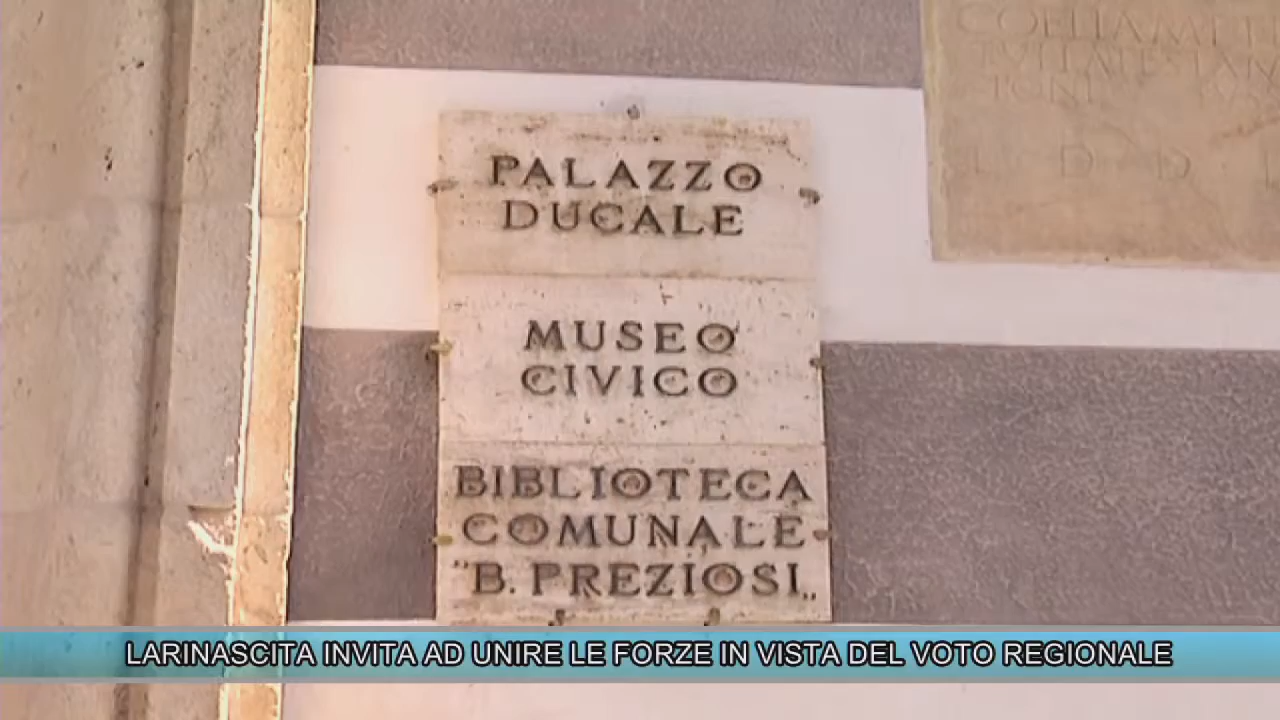 PALAZZO
DUCALE
MUSEO
CIVICO
BIBLIOTECA
COMUNALE
"B. PREZIOSI„
D D
LARINASCITA INVITA AD UNIRE LE FORZE IN VISTA DEL VOTO REGIONALE